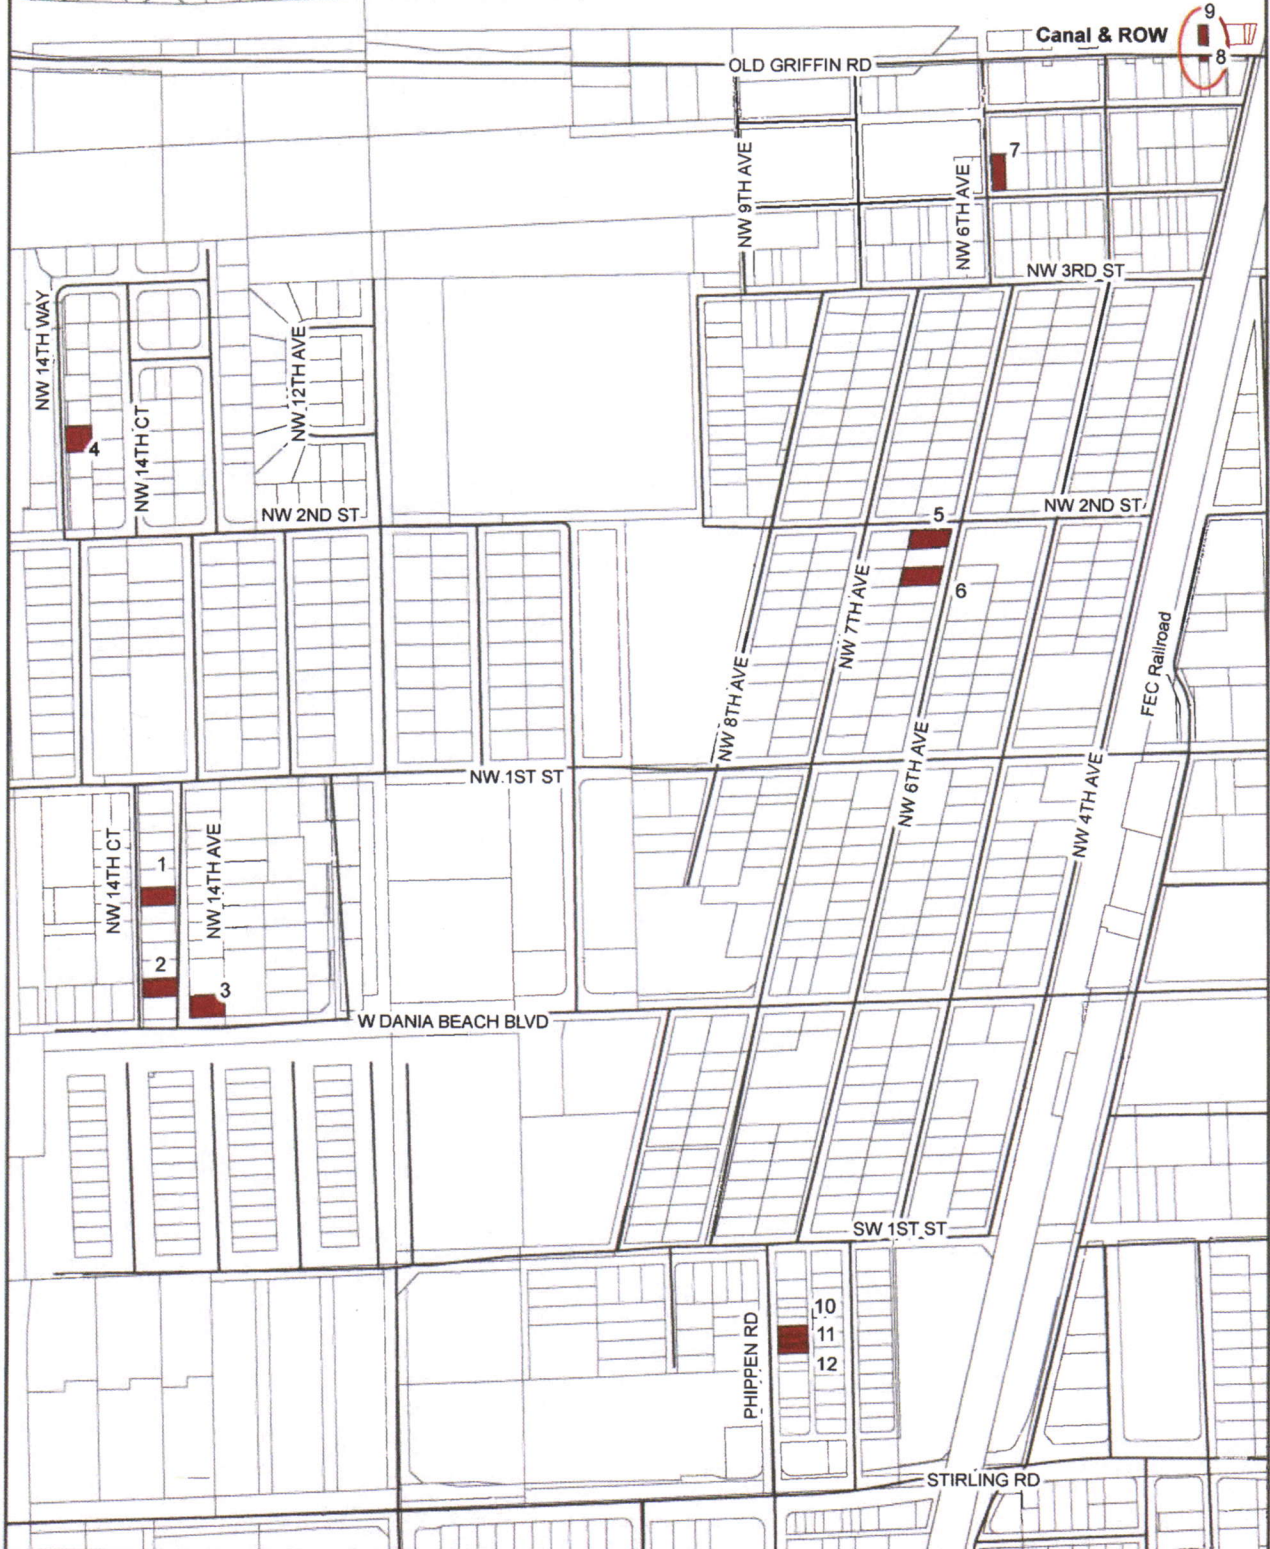 9
Canal & ROW
8
OLD GRIFFIN RD
7
NW 9TH AVE
NW 6TH AVE
NW 3RD ST
NW 14TH WAY
NW 12TH AVE
NW 14TH CT
4
NW 2ND ST
NW 2ND ST
5
6
NW 7TH AVE
NW 8TH AVE
FEC Railroad
NW 6TH AVE
NW 4TH AVE
NW 1ST ST
NW 14TH CT
1
NW 14TH AVE
2
3
W DANIA BEACH BLVD
SW 1ST ST
PHIPPEN RD
10
11
12
STIRLING RD